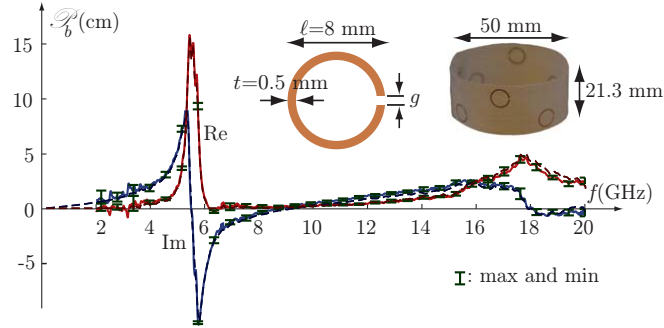 𝒫b(cm)
ℓ=8 mm
50 mm
15
t=0.5 mm
g
21.3 mm
10
Re
5
0
f(GHz)
2 4 6 8 10 12 14 16 18 20
Im
-5
: max and min